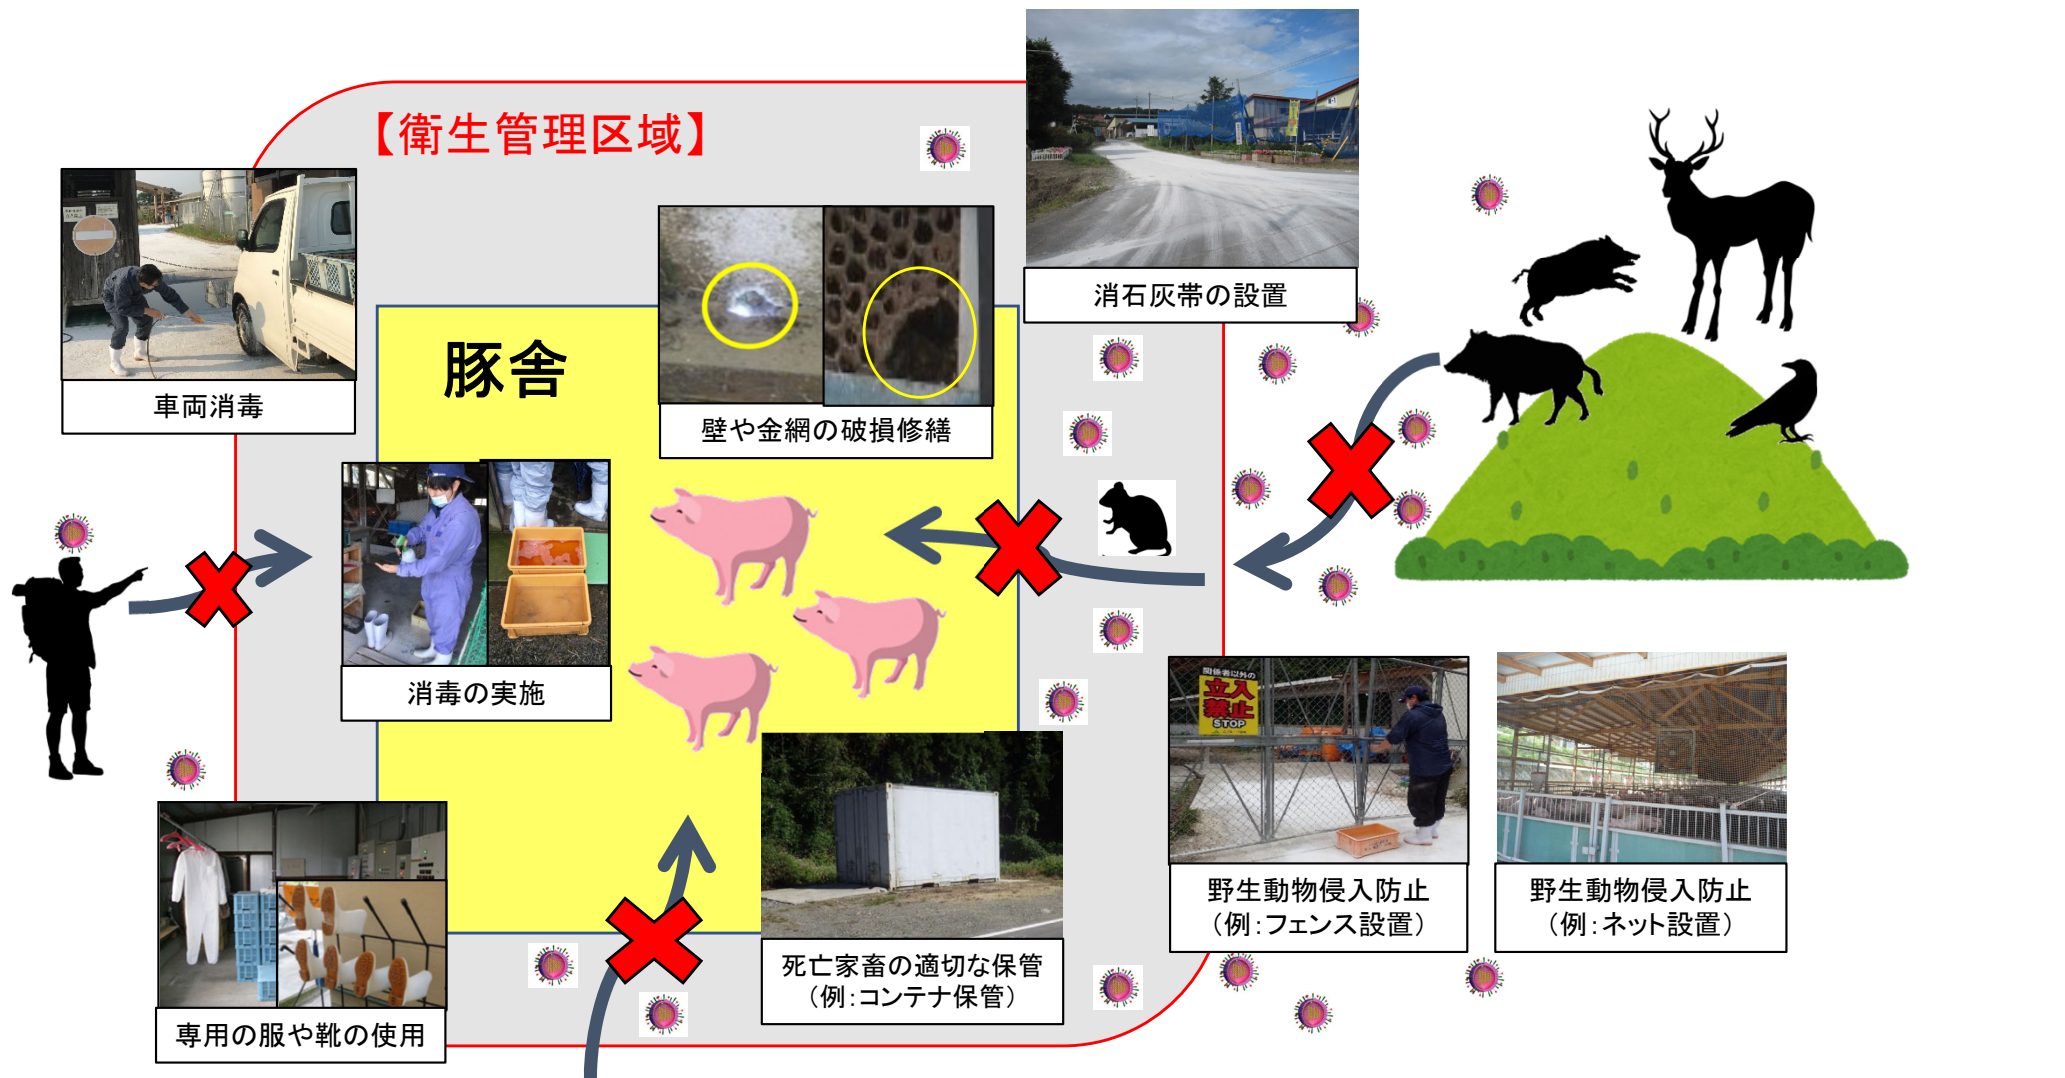 【衛生管理区域】
車両消毒
豚舎
壁や金網の破損修繕
消石灰帯の設置
消毒の実施
専用の服や靴の使用
死亡家畜の適切な保管
（例：コンテナ保管）
関係者以外の
立入
禁止
STOP
野生動物侵入防止
（例：フェンス設置）
野生動物侵入防止
（例：ネット設置）